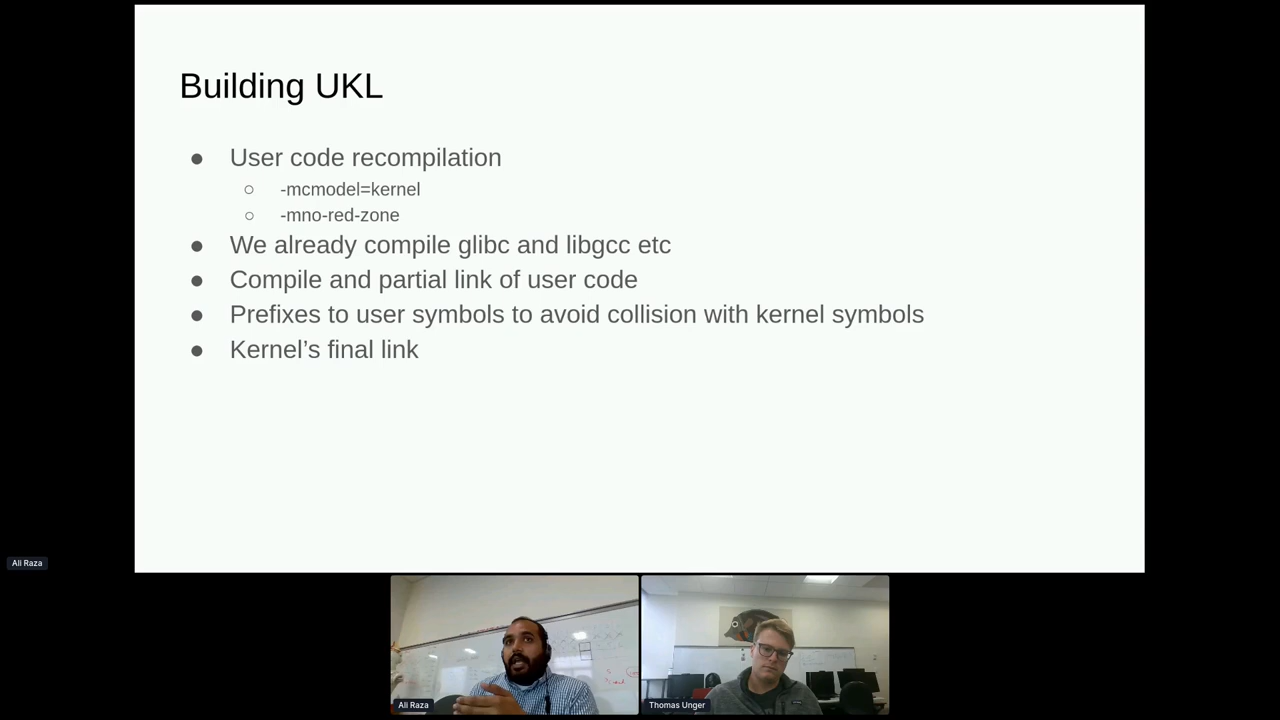 Building UKL
● User code recompilation
○ -mcmodel=kernel
○ -mno-red-zone
● We already compile glibc and libgcc etc
● Compile and partial link of user code
● Prefixes to user symbols to avoid collision with kernel symbols
● Kernel’s final link
Ali Raza
Ali Raza
Thomas Unger